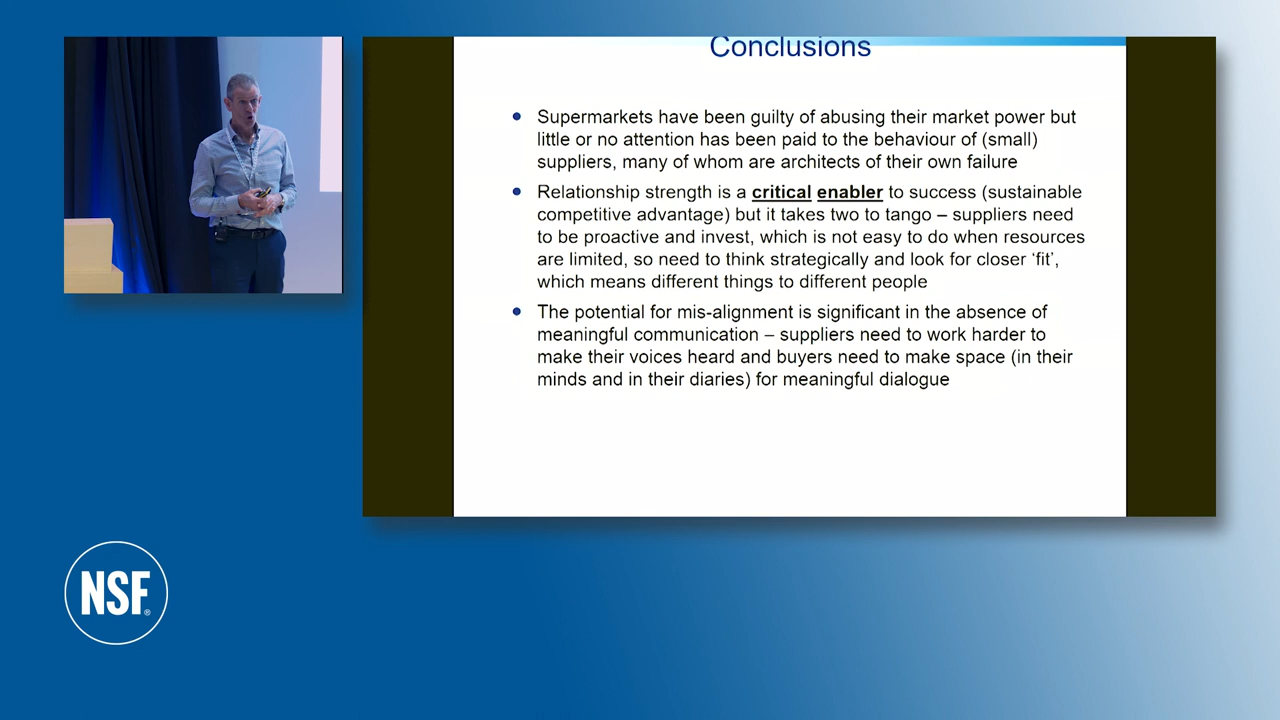 Conclusions
Supermarkets have been guilty of abusing their market power but
little or no attention has been paid to the behaviour of (small)
suppliers, many of whom are architects of their own failure
Relationship strength is a critical enabler to success (sustainable
competitive advantage) but it takes two to tango – suppliers need
to be proactive and invest, which is not easy to do when resources
are limited, so need to think strategically and look for closer ‘fit’,
which means different things to different people
The potential for mis-alignment is significant in the absence of
meaningful communication – suppliers need to work harder to
make their voices heard and buyers need to make space (in their
minds and in their diaries) for meaningful dialogue
NSF®